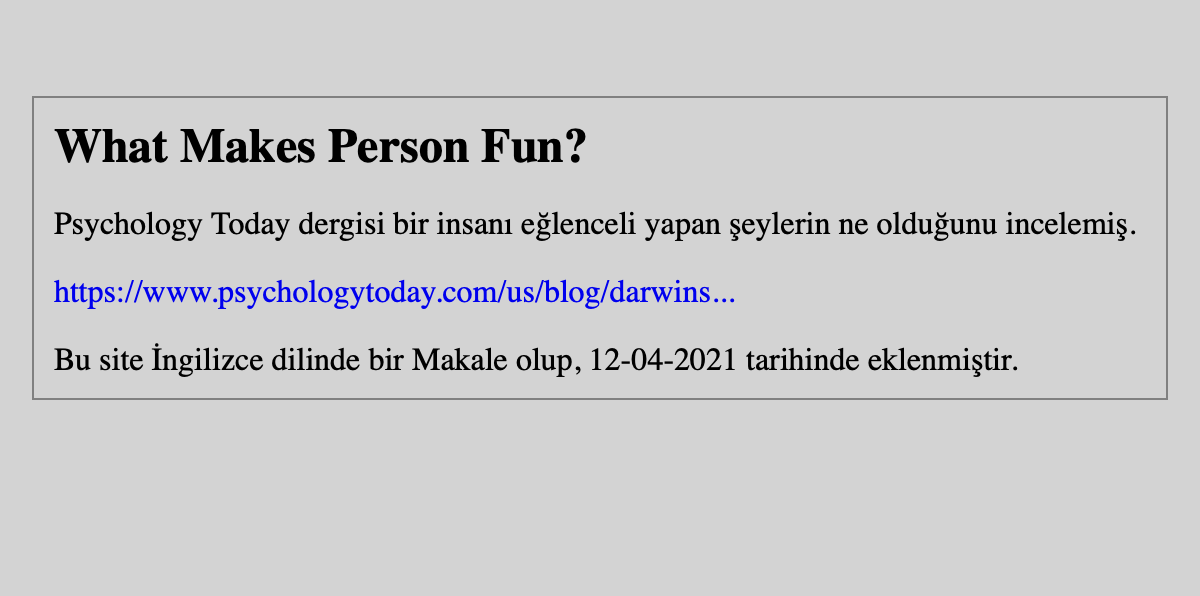 What Makes Person Fun?
Psychology Today dergisi bir insanı eğlenceli yapan şeylerin ne olduğunu incelemiş.
https://www.psychologytoday.com/us/blog/darwins...
Bu site İngilizce dilinde bir Makale olup, 12-04-2021 tarihinde eklenmiştir.